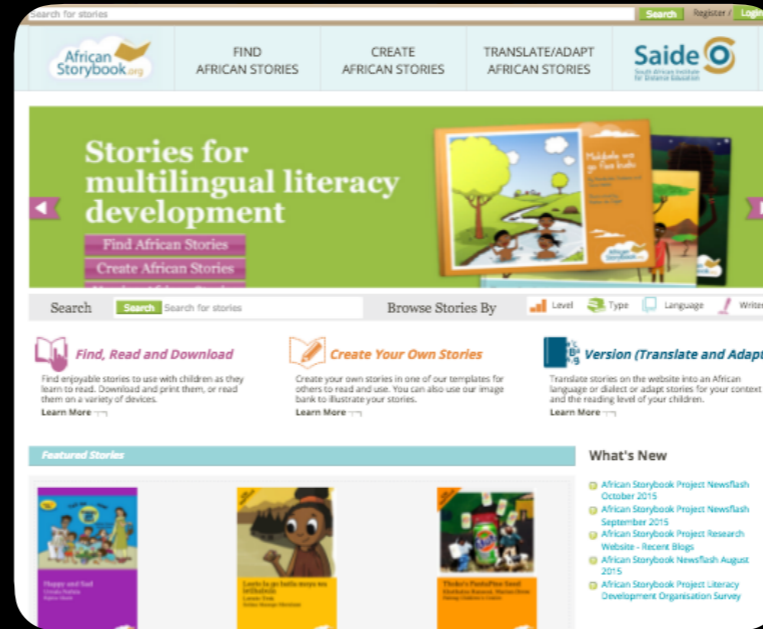 Search for stories
Search
Register /
Login
African
Storybook.org
FIND
AFRICAN STORIES
CREATE
AFRICAN STORIES
TRANSLATE/ADAPT
AFRICAN STORIES
Saide
South African Institute
for Distance Education
Stories for
multilingual literacy
development
Find African Stories
Create African Stories
African
Storybook.org
Search
Search
Search for stories
Browse Stories By
Level
Type
Language
Writer
Find, Read and Download
Find enjoyable stories to use with children as they
learn to read. Download and print them, or read
them on a variety of devices.
Learn More
Create Your Own Stories
Create your own stories in one of our templates for
others to read and use. You can also use our image
bank to illustrate your stories.
Learn More
Version (Translate and Adapt
Translate stories on the website into an African
language or dialect or adapt stories for your context
and the reading level of your children.
Learn More
Featured Stories
Happy and Sad
What's New
African Storybook Project Newsflash
October 2015
African Storybook Project Newsflash
September 2015
African Storybook Project Research
Website - Recent Blogs
African Storybook Newsflash August
2015
African Storybook Project Literacy
Development Organisation Survey